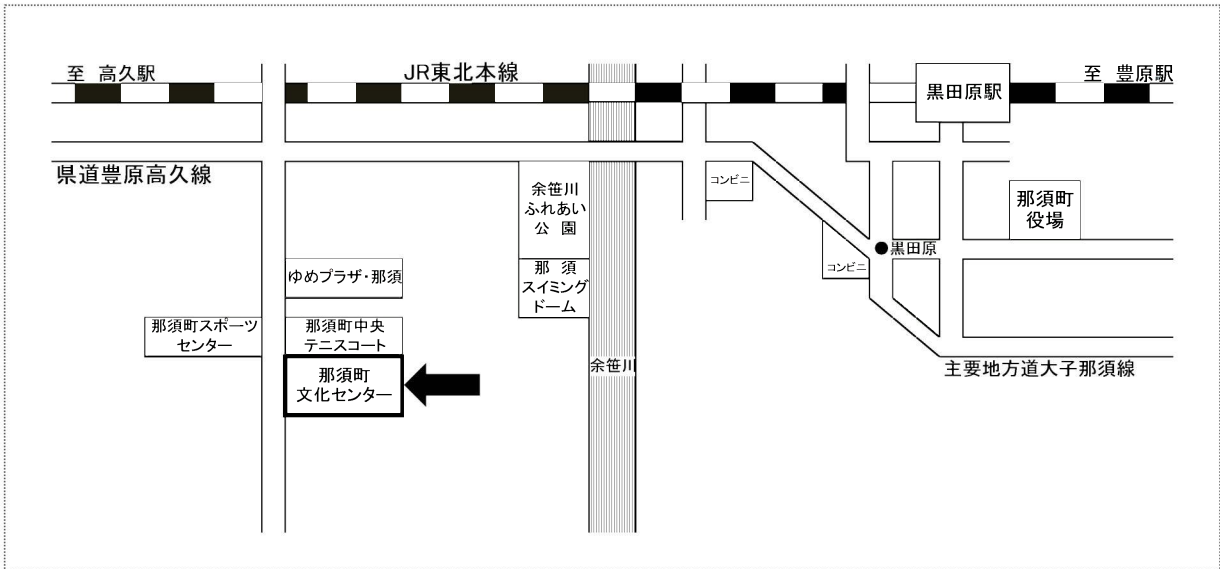 至 高久駅
JR東北本線
黒田原駅
至 豊原駅
県道豊原高久線
余笹川
ふれあい
公 園
コンビニ
那須町
役場
黒田原
コンビニ
ゆめプラザ・那須
那 須
スイミング
ドーム
那須町スポーツ
センター
那須町中央
テニスコート
余笹川
主要地方道大子那須線
那須町
文化センター